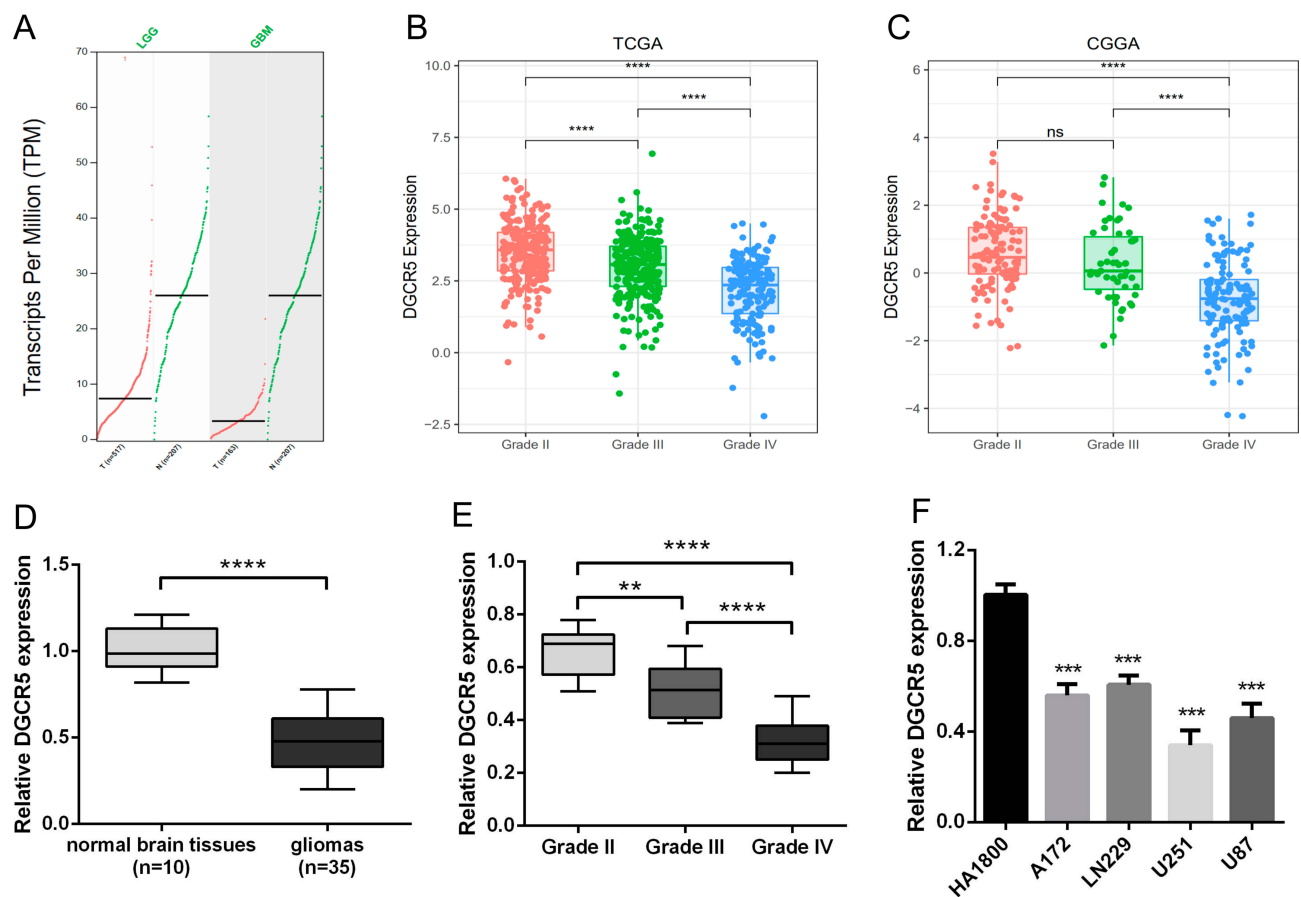 A
LGG
GBM
70
60
50
40
30
20
10
0
Transcripts Per Million (TPM)
T (n=517)
N (n=207)
T (n=163)
N (n=207)
B
TCGA
****
****
****
10.0
7.5
5.0
2.5
0.0
−2.5
DGCR5 Expression
Grade II
Grade III
Grade IV
C
CGGA
****
****
ns
6
4
2
0
−2
−4
DGCR5 Expression
Grade II
Grade III
Grade IV
D
****
1.5
1.0
0.5
0.0
Relative DGCR5 expression
normal brain tissues
(n=10)
gliomas
(n=35)
E
****
**
****
1.0
0.8
0.6
0.4
0.2
0.0
Relative DGCR5 expression
Grade II
Grade III
Grade IV
F
1.2
0.8
0.4
0.0
Relative DGCR5 expression
***
***
***
***
HA1800
A172
LN229
U251
U87